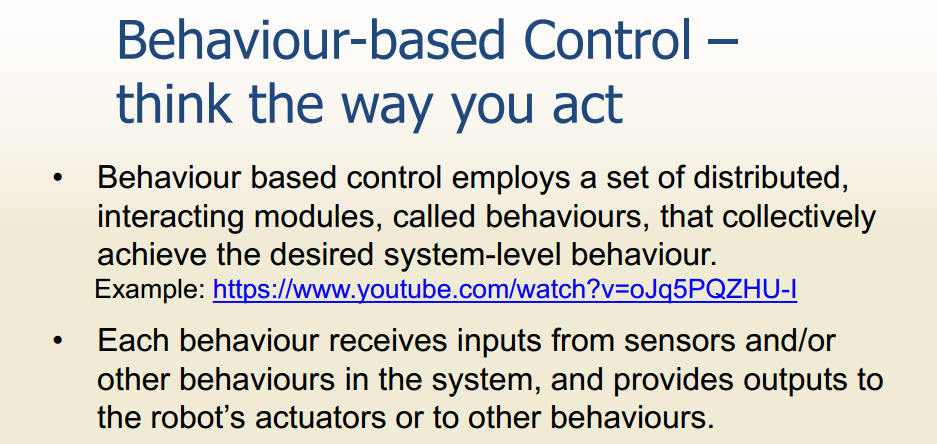 Behaviour-based Control –
think the way you act
• Behaviour based control employs a set of distributed,
interacting modules, called behaviours, that collectively
achieve the desired system-level behaviour.
Example: https://www.youtube.com/watch?v=oJq5PQZHU-I
• Each behaviour receives inputs from sensors and/or
other behaviours in the system, and provides outputs to
the robot’s actuators or to other behaviours.